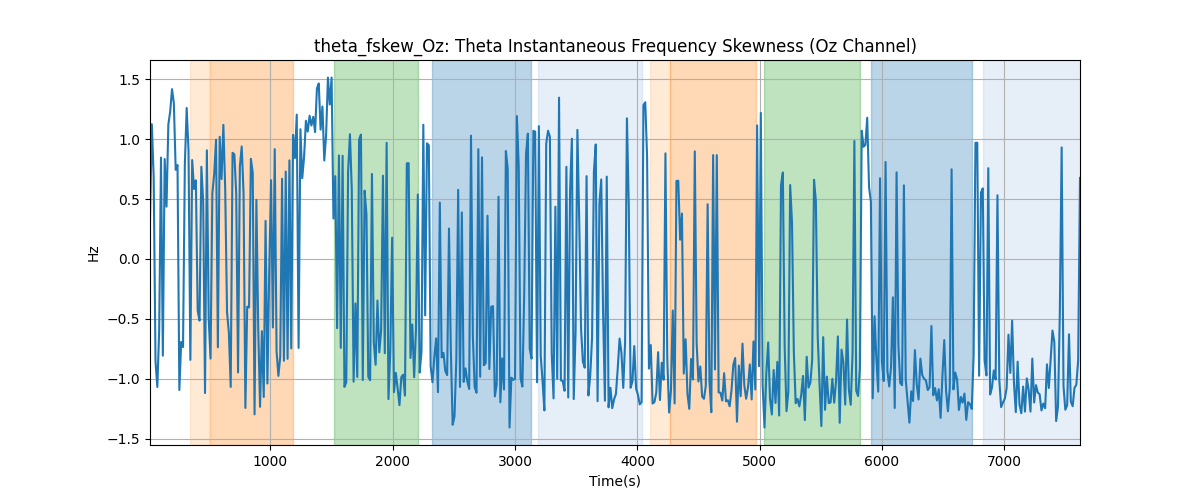 theta_fskew_Oz: Theta Instantaneous Frequency Skewness (Oz Channel)
Hz
1.5
1.0
0.5
0.0
−0.5
−1.0
−1.5
1000 2000 3000 4000 5000 6000 7000
Time(s)